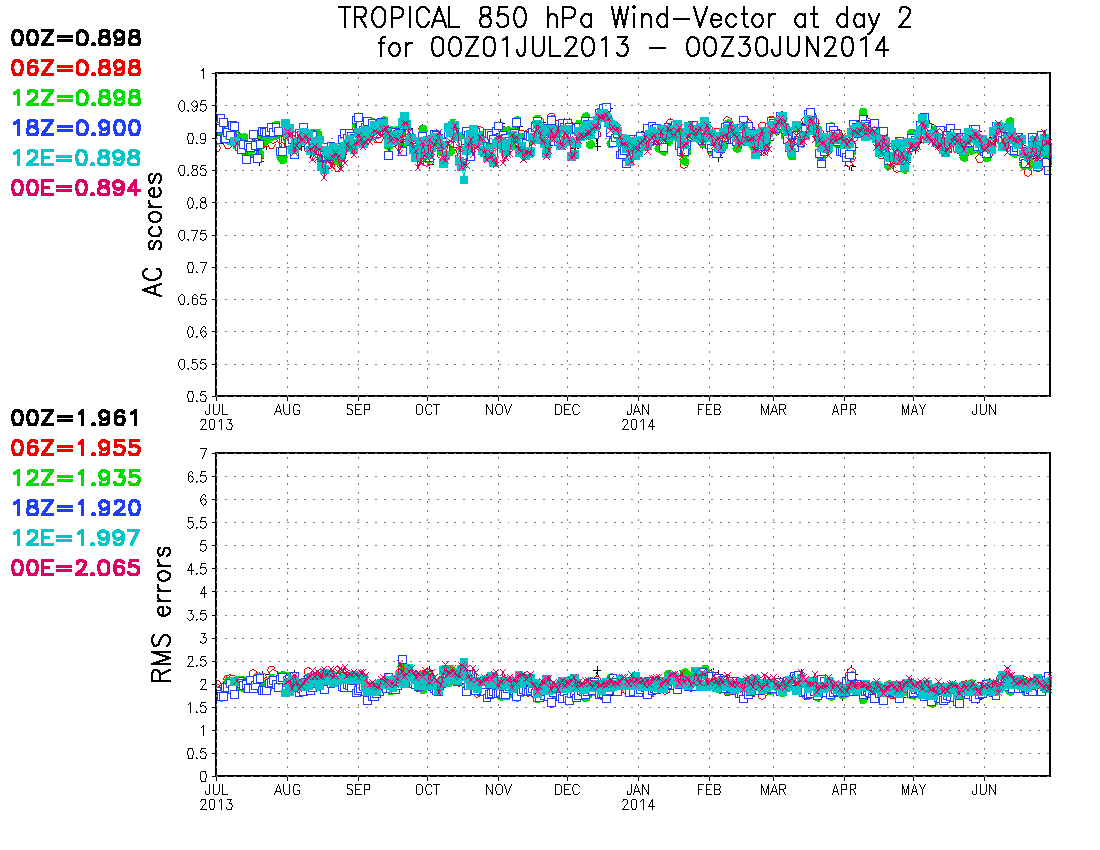 TROPICAL 850 hPa Wind-Vector at day 2
for 00Z01JUL2013 - 00Z30JUN2014
00Z=0.898
06Z=0.898
12Z=0.898
18Z=0.900
12E=0.898
00E=0.894
AC scores
1
0.95
0.9
0.85
0.8
0.75
0.7
0.65
0.6
0.55
0.5
JUL AUG SEP OCT NOV DEC JAN FEB MAR APR MAY JUN
2013 2014
00Z=1.961
06Z=1.955
12Z=1.935
18Z=1.920
12E=1.997
00E=2.065
RMS errors
7
6.5
6
5.5
5
4.5
4
3.5
3
2.5
2
1.5
1
0.5
0
JUL AUG SEP OCT NOV DEC JAN FEB MAR APR MAY JUN
2013 2014